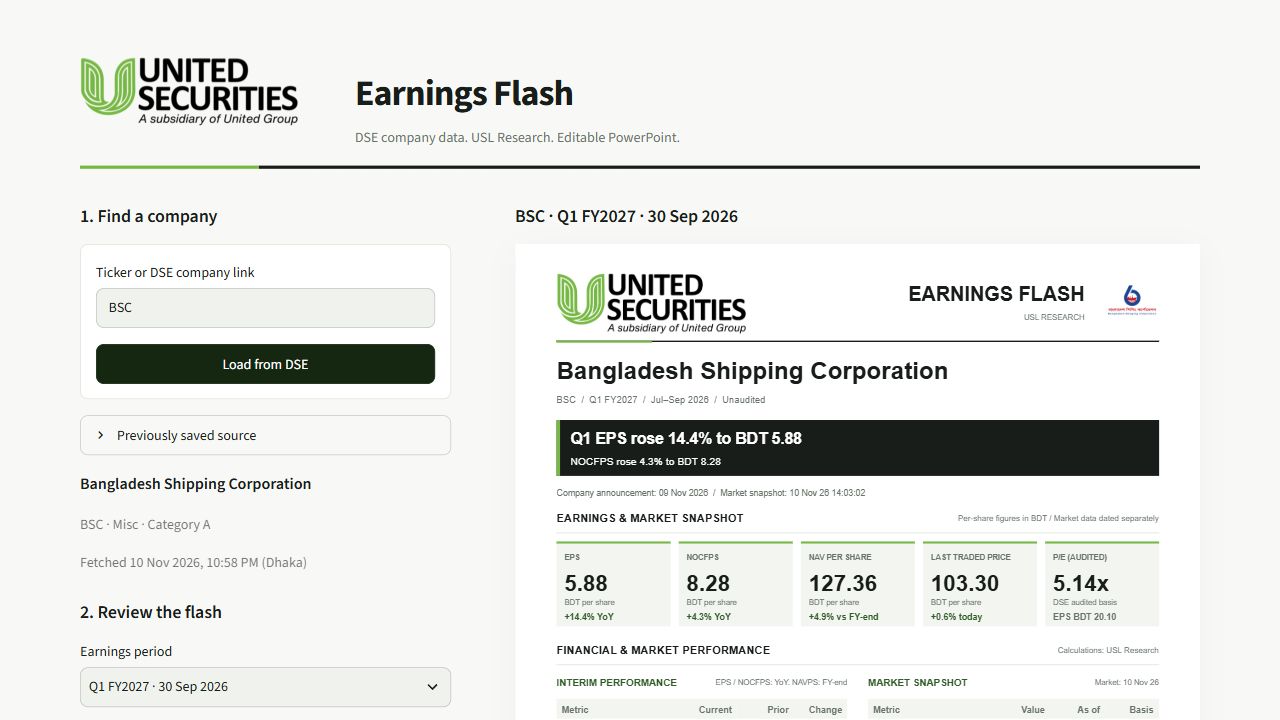 UNITED
SECURITIES
A subsidiary of United Group
Earnings Flash
DSE company data. USL Research. Editable PowerPoint.
1. Find a company
Ticker or DSE company link
BSC
Load from DSE
Previously saved source
Bangladesh Shipping Corporation
BSC · Misc · Category A
Fetched 10 Nov 2026, 10:58 PM (Dhaka)
2. Review the flash
Earnings period
Q1 FY2027 · 30 Sep 2026
BSC · Q1 FY2027 · 30 Sep 2026
UNITED
SECURITIES
A subsidiary of United Group
EARNINGS FLASH
USL RESEARCH
Bangladesh Shipping Corporation
BSC / Q1 FY2027 / Jul–Sep 2026 / Unaudited
Q1 EPS rose 14.4% to BDT 5.88
NOCFPS rose 4.3% to BDT 8.28
Company announcement: 09 Nov 2026 / Market snapshot: 10 Nov 26 14:03:02
EARNINGS & MARKET SNAPSHOT
Per-share figures in BDT / Market data dated separately
EPS
5.88
BDT per share
+14.4% YoY
NOCFPS
8.28
BDT per share
+4.3% YoY
NAV PER SHARE
127.36
BDT per share
+4.9% vs FY-end
LAST TRADED PRICE
103.30
BDT per share
+0.6% today
P/E (AUDITED)
5.14x
DSE audited basis
EPS BDT 20.10
FINANCIAL & MARKET PERFORMANCE
Calculations: USL Research
INTERIM PERFORMANCE
EPS / NOCFPS: YoY. NAVPS: FY-end
Metric Current Prior Change
MARKET SNAPSHOT
Market: 10 Nov 26
Metric Value As of Basis